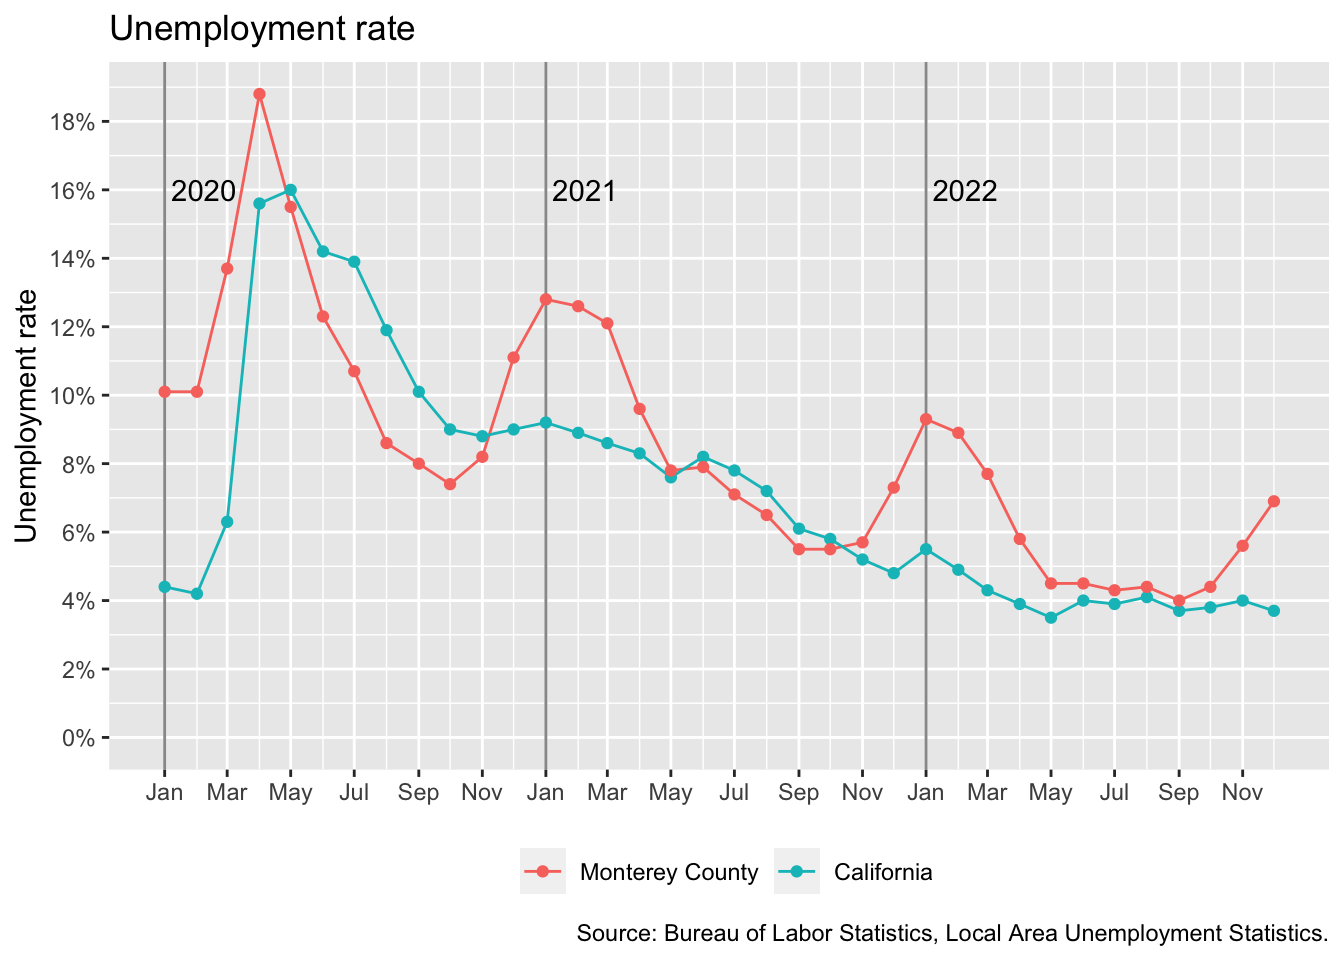 Unemployment rate
Unemployment rate
18%
16%
14%
12%
10%
8%
6%
4%
2%
0%
2020 2021 2022
Jan Mar May Jul Sep Nov Jan Mar May Jul Sep Nov Jan Mar May Jul Sep Nov
Monterey County California
Source: Bureau of Labor Statistics, Local Area Unemployment Statistics.